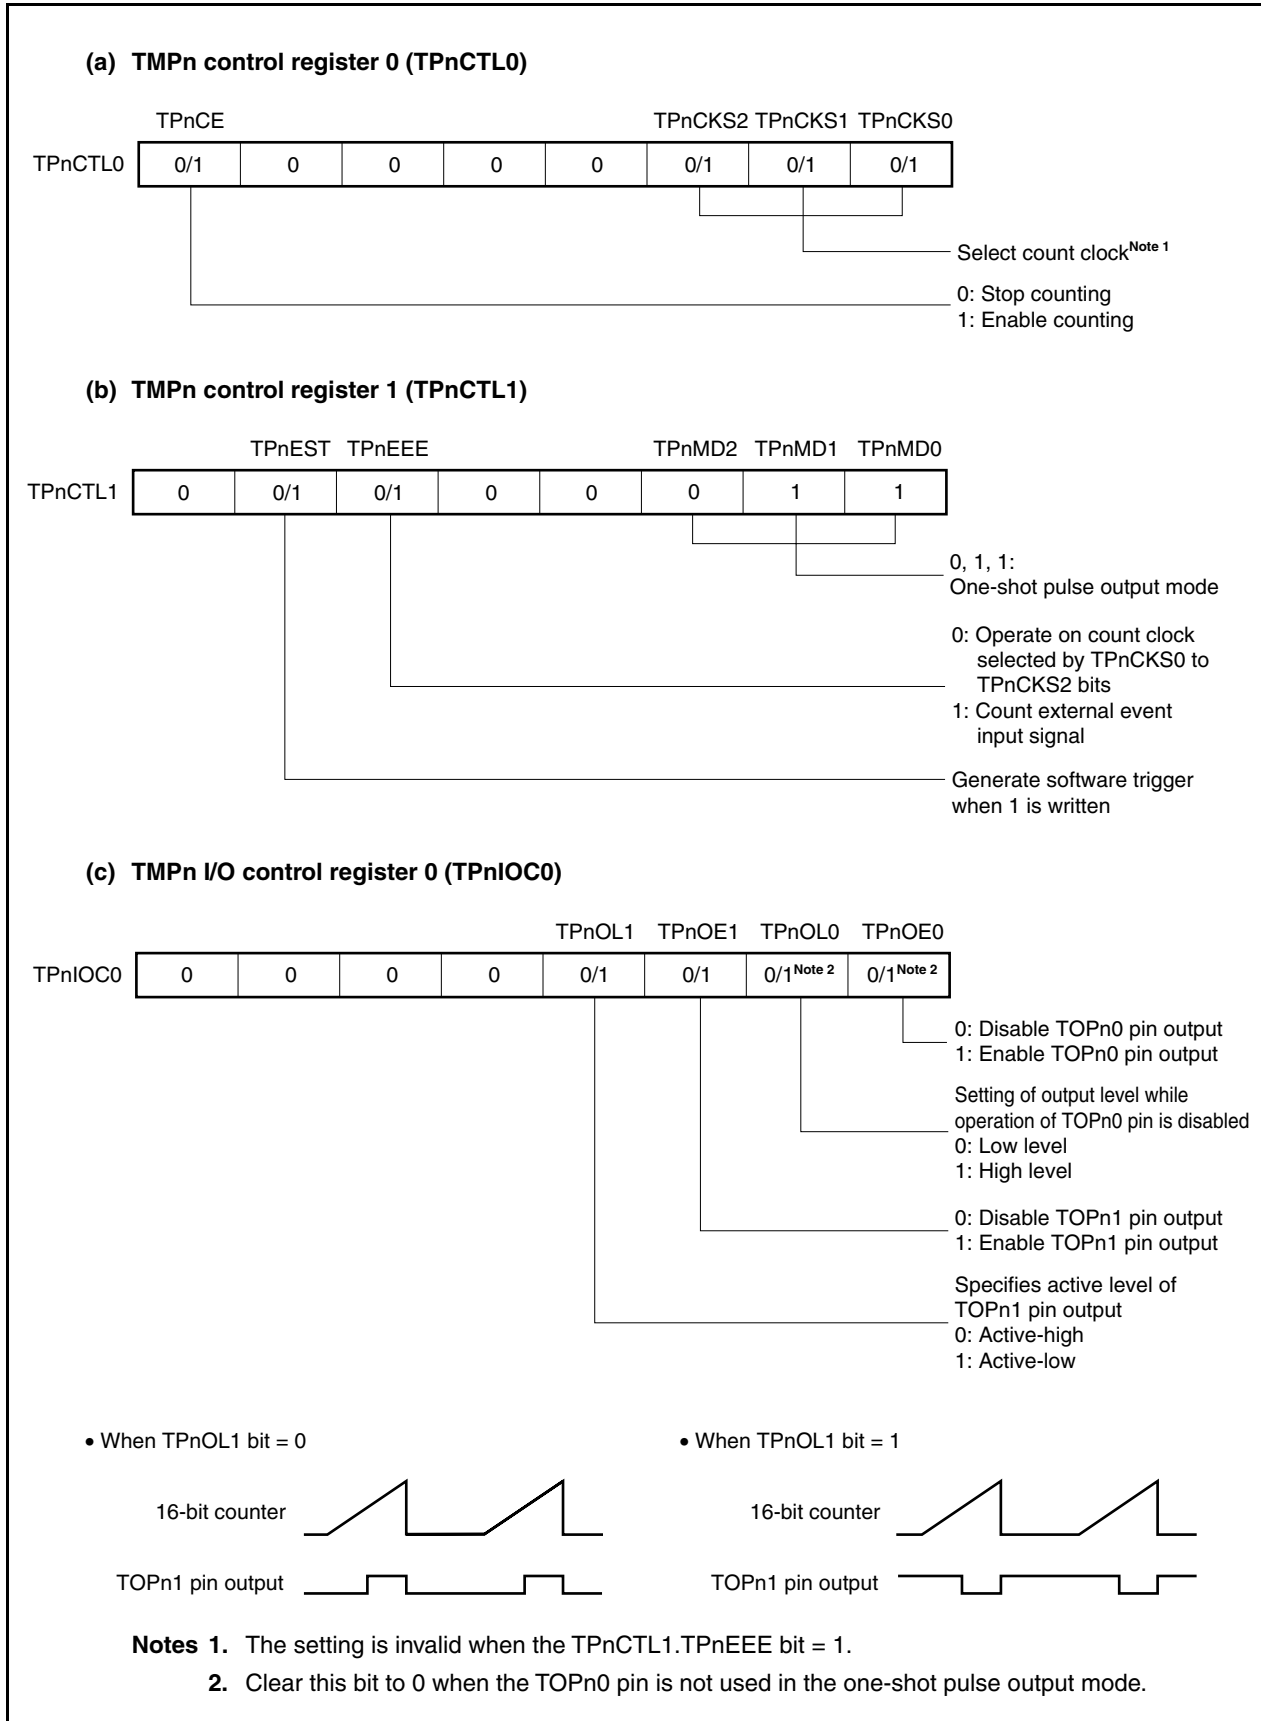 (a) TMPn control register 0 (TPnCTL0)
TPnCE TPnCKS2 TPnCKS1 TPnCKS0
TPnCTL0 0/1 0 0 0 0 0/1 0/1 0/1
Select count clock Note 1
0: Stop counting
1: Enable counting
(b) TMPn control register 1 (TPnCTL1)
TPnEST TPnEEE TPnMD2 TPnMD1 TPnMD0
TPnCTL1 0 0/1 0/1 0 0 0 1 1
0, 1, 1:
One-shot pulse output mode
0: Operate on count clock
selected by TPnCKS0 to
TPnCKS2 bits
1: Count external event
input signal
Generate software trigger
when 1 is written
(c) TMPn I/O control register 0 (TPnIOC0)
TPnOL1 TPnOE1 TPnOL0 TPnOE0
TPnIOC0 0 0 0 0 0/1 0/1 0/1 Note 2 0/1 Note 2
0: Disable TOPn0 pin output
1: Enable TOPn0 pin output
Setting of output level while
operation of TOPn0 pin is disabled
0: Low level
1: High level
0: Disable TOPn1 pin output
1: Enable TOPn1 pin output
Specifies active level of
TOPn1 pin output
0: Active-high
1: Active-low
• When TPnOL1 bit = 0
16-bit counter
TOPn1 pin output
• When TPnOL1 bit = 1
16-bit counter
TOPn1 pin output
Notes 1. The setting is invalid when the TPnCTL1.TPnEEE bit = 1.
2. Clear this bit to 0 when the TOPn0 pin is not used in the one-shot pulse output mode.